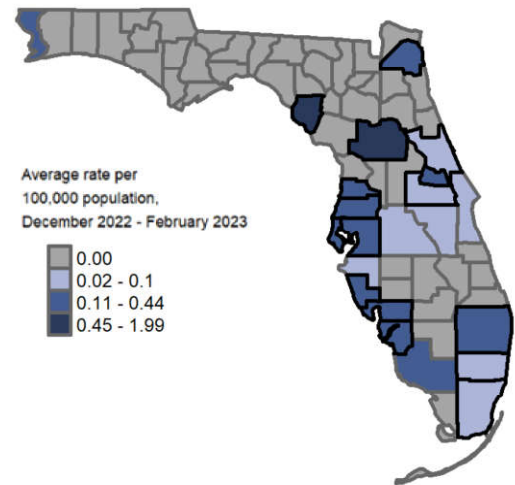 Average rate per
100,000 population,
December 2022 - February 2023
0.00
0.02 - 0.1
0.11 - 0.44
0.45 - 1.99